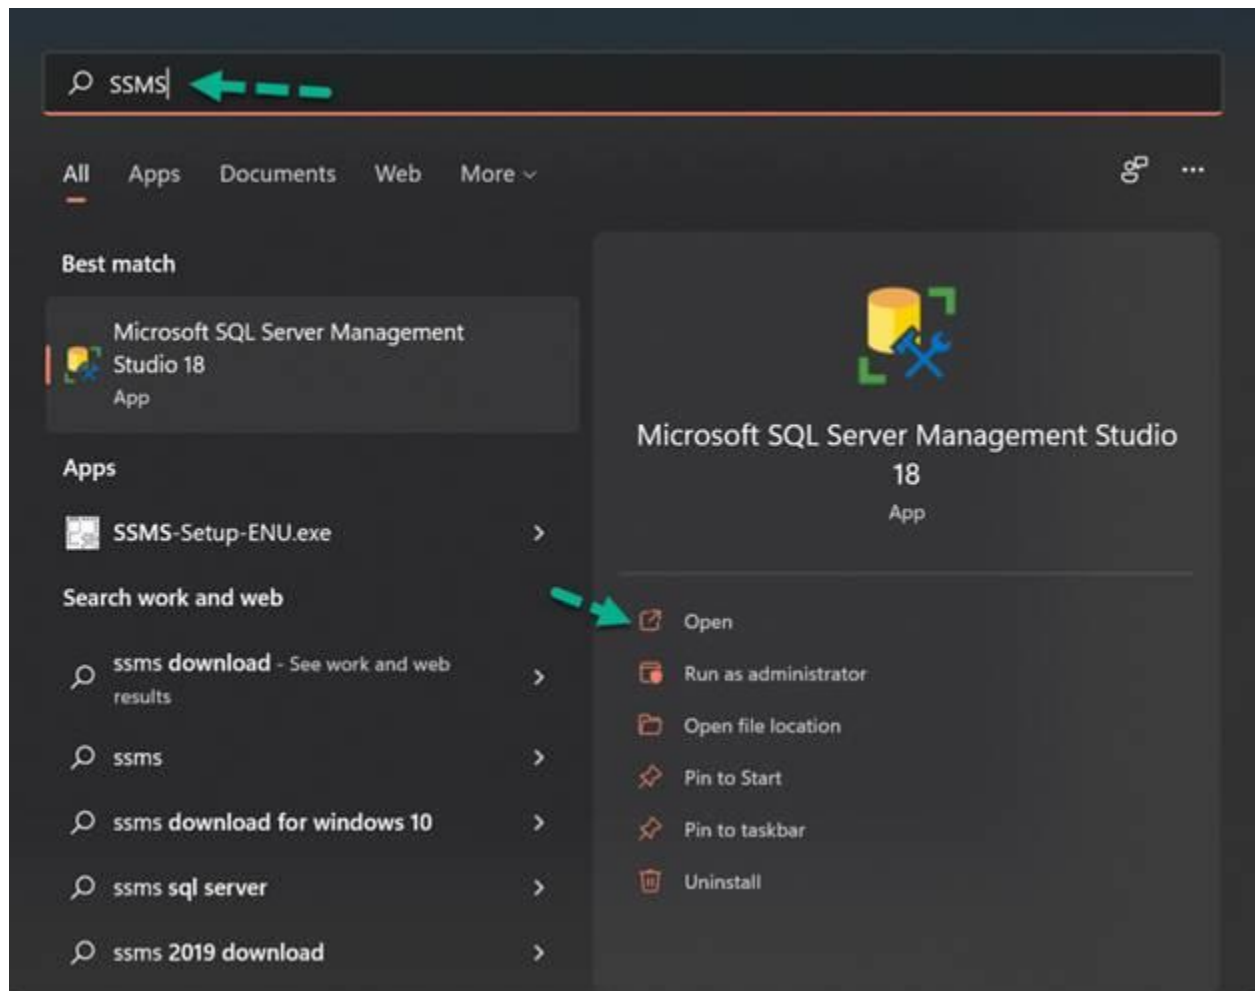 SSMS
All Apps Documents Web More
Best match
Microsoft SQL Server Management
Studio 18
App
Apps
SSMS-Setup-ENU.exe
Search work and web
ssms download - See work and web
results
ssms
ssms download for windows 10
ssms sql server
ssms 2019 download
Microsoft SQL Server Management Studio
18
App
Open
Run as administrator
Open file location
Pin to Start
Pin to taskbar
Uninstall